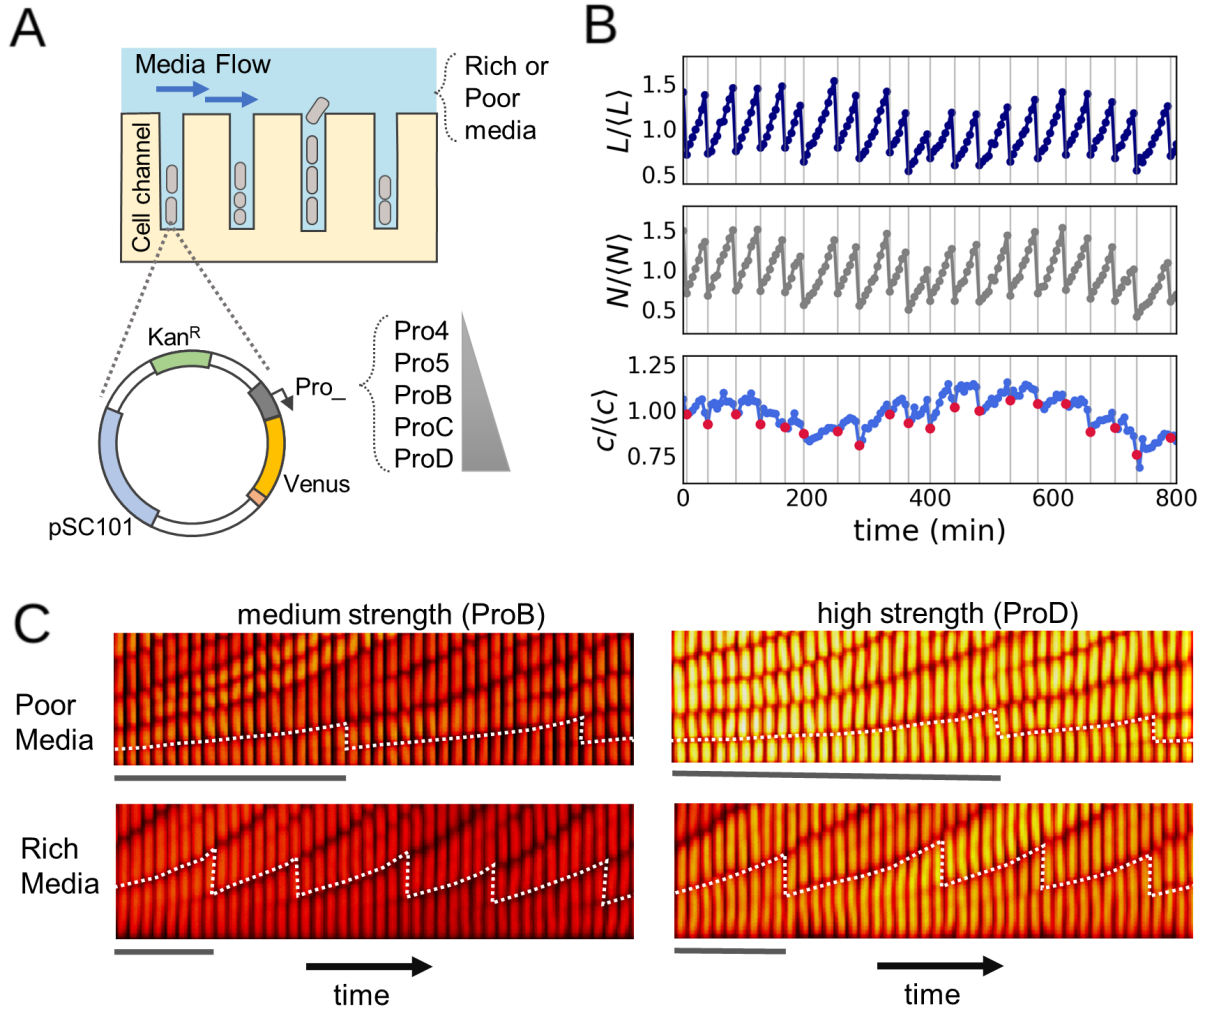 A
Media Flow
Rich or
Poor
media
Cell channel
KanR
Pro_
Pro4
Pro5
ProB
ProC
ProD
Venus
pSC101
B
L/⟨L⟩
1.5
1.0
0.5
N/⟨N⟩
1.5
1.0
0.5
c/⟨c⟩
1.25
1.00
0.75
0 200 400 600 800
time (min)
C
medium strength (ProB) high strength (ProD)
Poor
Media
Rich
Media
time time